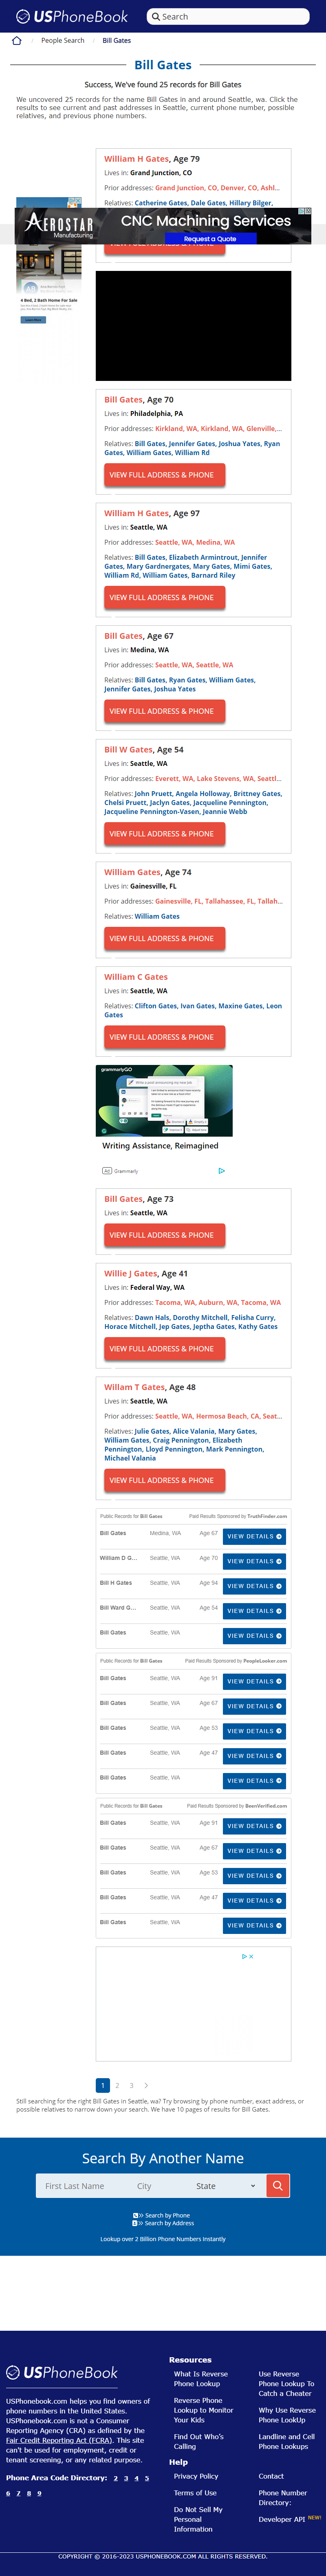 USPhoneBook
Search
People Search
Bill Gates
Bill Gates
Success, We've found 25 records for Bill Gates
We uncovered 25 records for the name Bill Gates in and around Seattle, wa. Click the
results to see current and past addresses in Seattle, current phone number, possible
relatives, and previous phone numbers.
William H Gates, Age 79
Lives in: Grand Junction, CO
Prior addresses: Grand Junction, CO, Denver, CO, Ashl...
Relatives: Catherine Gates, Dale Gates, Hillary Bilger,
AEROSTAR
Manufacturing
CNC Machining Services
Request a Quote
VIEW FULL ADDRESS & PHONE
4 Bed, 2 Bath Home For Sale
Bill Gates, Age 70
Lives in: Philadelphia, PA
Prior addresses: Kirkland, WA, Kirkland, WA, Glenville,...
Relatives: Bill Gates, Jennifer Gates, Joshua Yates, Ryan
Gates, William Gates, William Rd
VIEW FULL ADDRESS & PHONE
William H Gates, Age 97
Lives in: Seattle, WA
Prior addresses: Seattle, WA, Medina, WA
Relatives: Bill Gates, Elizabeth Armintrout, Jennifer
Gates, Mary Gardnergates, Mary Gates, Mimi Gates,
William Rd, William Gates, Barnard Riley
VIEW FULL ADDRESS & PHONE
Bill Gates, Age 67
Lives in: Medina, WA
Prior addresses: Seattle, WA, Seattle, WA
Relatives: Bill Gates, Ryan Gates, William Gates,
Jennifer Gates, Joshua Yates
VIEW FULL ADDRESS & PHONE
Bill W Gates, Age 54
Lives in: Seattle, WA
Prior addresses: Everett, WA, Lake Stevens, WA, Seattl...
Relatives: John Pruett, Angela Holloway, Brittney Gates,
Chelsi Pruett, Jaclyn Gates, Jacqueline Pennington,
Jacqueline Pennington-Vasen, Jeannie Webb
VIEW FULL ADDRESS & PHONE
William Gates, Age 74
Lives in: Gainesville, FL
Prior addresses: Gainesville, FL, Tallahassee, FL, Tallah...
Relatives: William Gates
VIEW FULL ADDRESS & PHONE
William C Gates
Lives in: Seattle, WA
Relatives: Clifton Gates, Ivan Gates, Maxine Gates, Leon
Gates
VIEW FULL ADDRESS & PHONE
grammarlyGO
Writing Assistance, Reimagined
Ad Grammarly
Bill Gates, Age 73
Lives in: Seattle, WA
VIEW FULL ADDRESS & PHONE
Willie J Gates, Age 41
Lives in: Federal Way, WA
Prior addresses: Tacoma, WA, Auburn, WA, Tacoma, WA
Relatives: Dawn Hals, Dorothy Mitchell, Felisha Curry,
Horace Mitchell, Jep Gates, Jeptha Gates, Kathy Gates
VIEW FULL ADDRESS & PHONE
Willam T Gates, Age 48
Lives in: Seattle, WA
Prior addresses: Seattle, WA, Hermosa Beach, CA, Seat...
Relatives: Julie Gates, Alice Valania, Mary Gates,
William Gates, Craig Pennington, Elizabeth
Pennington, Lloyd Pennington, Mark Pennington,
Michael Valania
VIEW FULL ADDRESS & PHONE
Public Records for Bill Gates Paid Results Sponsored by TruthFinder.com
Bill Gates Medina, WA Age 67 VIEW DETAILS
William D G... Seattle, WA Age 70 VIEW DETAILS
Bill H Gates Seattle, WA Age 94 VIEW DETAILS
Bill Ward G... Seattle, WA Age 54 VIEW DETAILS
Bill Gates Seattle, WA VIEW DETAILS
Public Records for Bill Gates Paid Results Sponsored by PeopleLooker.com
Bill Gates Seattle, WA Age 91 VIEW DETAILS
Bill Gates Seattle, WA Age 67 VIEW DETAILS
Bill Gates Seattle, WA Age 53 VIEW DETAILS
Bill Gates Seattle, WA Age 47 VIEW DETAILS
Bill Gates Seattle, WA VIEW DETAILS
Public Records for Bill Gates Paid Results Sponsored by BeenVerified.com
Bill Gates Seattle, WA Age 91 VIEW DETAILS
Bill Gates Seattle, WA Age 67 VIEW DETAILS
Bill Gates Seattle, WA Age 53 VIEW DETAILS
Bill Gates Seattle, WA Age 47 VIEW DETAILS
Bill Gates Seattle, WA VIEW DETAILS
1 2 3
Still searching for the right Bill Gates in Seattle, wa? Try browsing by phone number, exact address, or
possible relatives to narrow down your search. We have 10 pages of results for Bill Gates.
Search By Another Name
First Last Name City State
Search by Phone
Search by Address
Lookup over 2 Billion Phone Numbers instantly
USPhoneBook
USPhonebook.com helps you find owners of
phone numbers in the United States.
USPhonebook.com is not a Consumer
Reporting Agency (CRA) as defined by the
Fair Credit Reporting Act (FCRA). This site
can't be used for employment, credit or
tenant screening, or any related purpose.
Phone Area Code Directory: 2 3 4 5
6 7 8 9
Resources
What Is Reverse
Phone Lookup
Reverse Phone
Lookup to Monitor
Your Kids
Find Out Who's
Calling
Use Reverse
Phone Lookup To
Catch a Cheater
Why Use Reverse
Phone LookUp
Landline and Cell
Phone Lookups
Help
Privacy Policy
Terms of Use
Do Not Sell My
Personal
Information
Contact
Phone Number
Directory:
Developer API NEW!
COPYRIGHT © 2016-2023 USPHONEBOOK.COM ALL RIGHTS RESERVED.